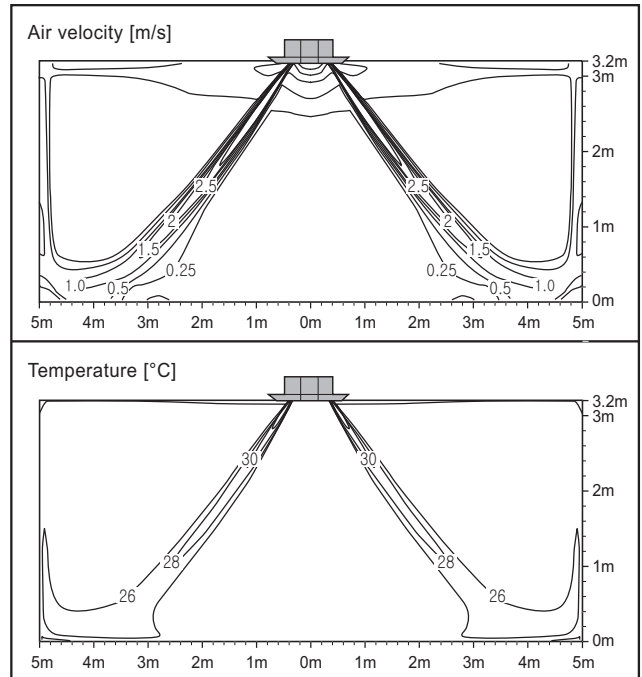 Air velocity [m/s]
3.2m
3m
2m
2.5 2.5
2 2
1.5 1.5
1m
0.25 0.25
1.0 0.5 0.5 1.0
0m
5m 4m 3m 2m 1m 0m 1m 2m 3m 4m 5m
Temperature [°C]
3.2m
3m
30 30
2m
28 28
1m
26 26
0m
5m 4m 3m 2m 1m 0m 1m 2m 3m 4m 5m